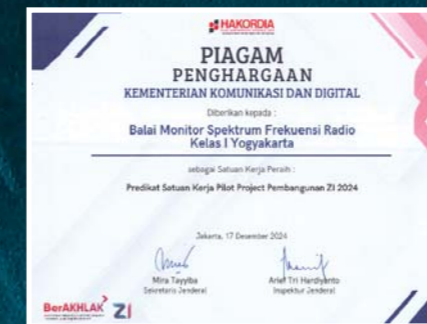 HAKORDIA
PIAGAM
PENGHARGAAN
KEMENTERIAN KOMUNIKASI DAN DIGITAL
Diberikan kepada :
Balai Monitor Spektrum Frekuensi Radio
Kelas I Yogyakarta
sebagai Satuan Kerja Peraih :
Predikat Satuan Kerja Pilot Project Pembangunan ZI 2024
Jakarta, 17 Desember 2024
Mira Tayyiba
Sekretaris Jenderal
Arief Tri Hardiyanto
Inspektur Jenderal
BerAKHLAK
ZI